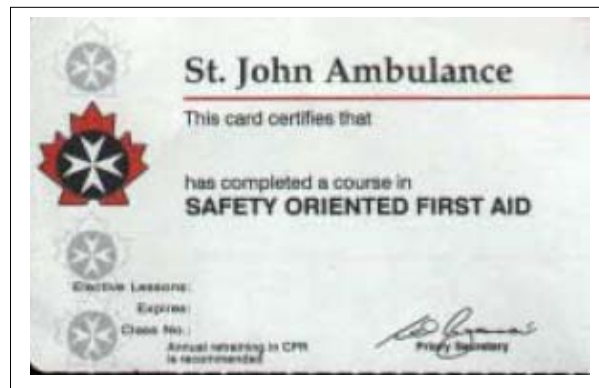 St. John Ambulance
This card certifies that
has completed a course in
SAFETY ORIENTED FIRST AID
Elective Lessons:
Expires:
Class No.:
Annual retraining in CPR
is recommended
Priory Secretary